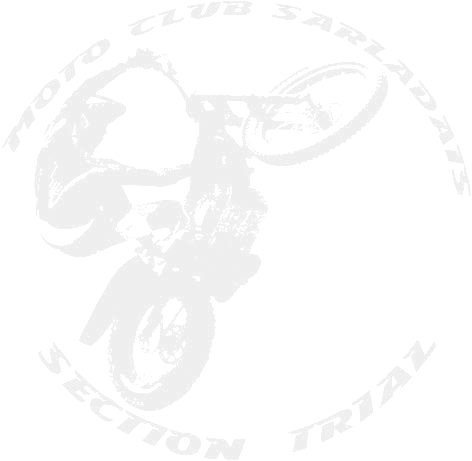 MOTO CLUB SARLADAIS
SECTION TRIAL